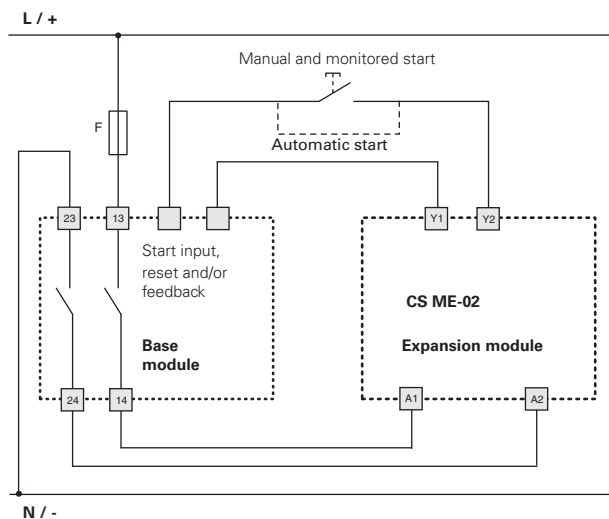 L / +
Manual and monitored start
F
Automatic start
23
13
Y1
Y2
Start input,
reset and/or
feedback
CS ME-02
Base
module
Expansion module
24
14
A1
A2
N / -